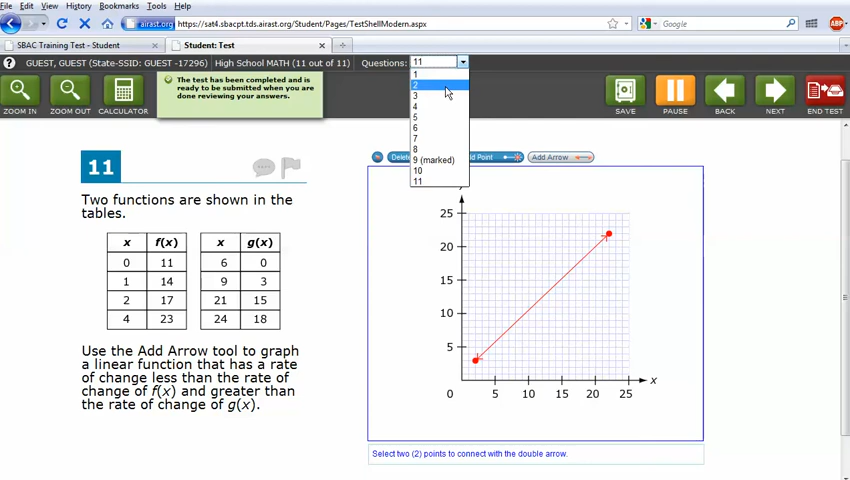 File Edit View History Bookmarks Tools Help
airast.org https://sat4.sbacpt.tds.airast.org/Student/Pages/TestShellModern.aspx
Google
ABP
SBAC Training Test - Student
Student: Test
GUEST, GUEST (State-SSID: GUEST -17296)
High School MATH (11 out of 11)
Questions: 11
1
2
3
4
5
6
7
8
9 (marked)
10
11
ZOOM IN
ZOOM OUT
CALCULATOR
The test has been completed and is
ready to be submitted when you are
done reviewing your answers.
SAVE
PAUSE
BACK
NEXT
END TEST
11
Two functions are shown in the
tables.
x f(x) x g(x)
0 11 6 0
1 14 9 3
2 17 21 15
4 23 24 18
Use the Add Arrow tool to graph
a linear function that has a rate
of change less than the rate of
change of f(x) and greater than
the rate of change of g(x).
Add Arrow
25
20
15
10
5
0 5 10 15 20 25 x
Select two (2) points to connect with the double arrow.